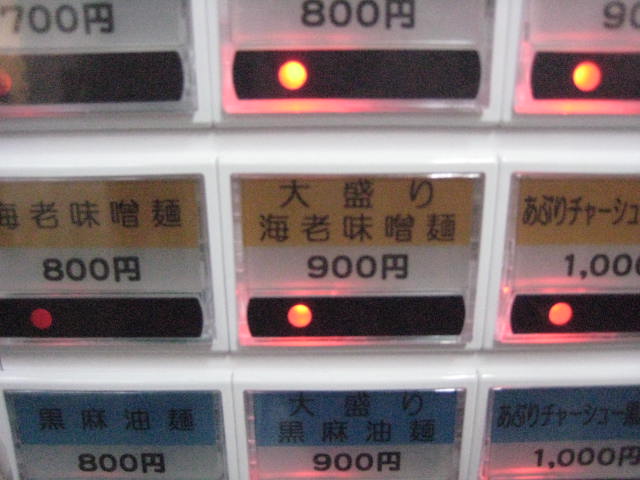 700円
800円
海老味噌麺
800円
大盛り
海老味噌麺
900円
あぶりチャーシュー
黒麻油麺
800円
大盛り
黒麻油麺
900円
あぶりチャーシュー
1,000円